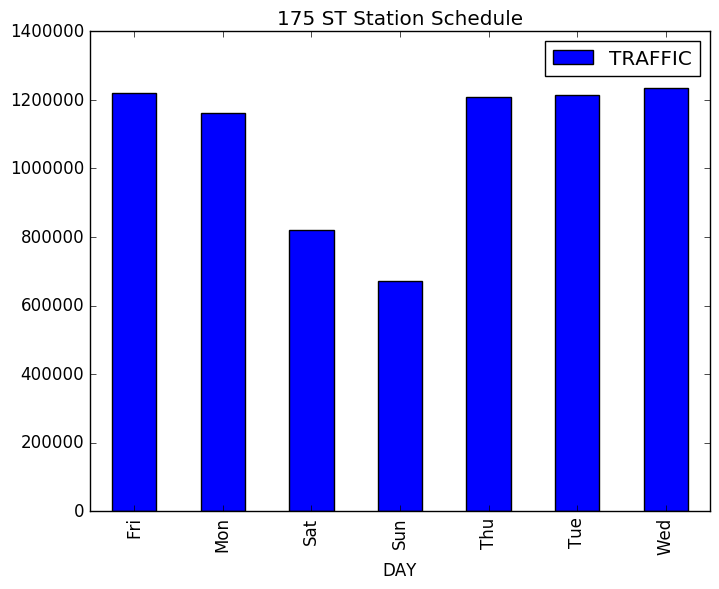 175 ST Station Schedule
TRAFFIC
1400000
1200000
1000000
800000
600000
400000
200000
0
Fri
Mon
Sat
Sun
Thu
Tue
Wed
DAY